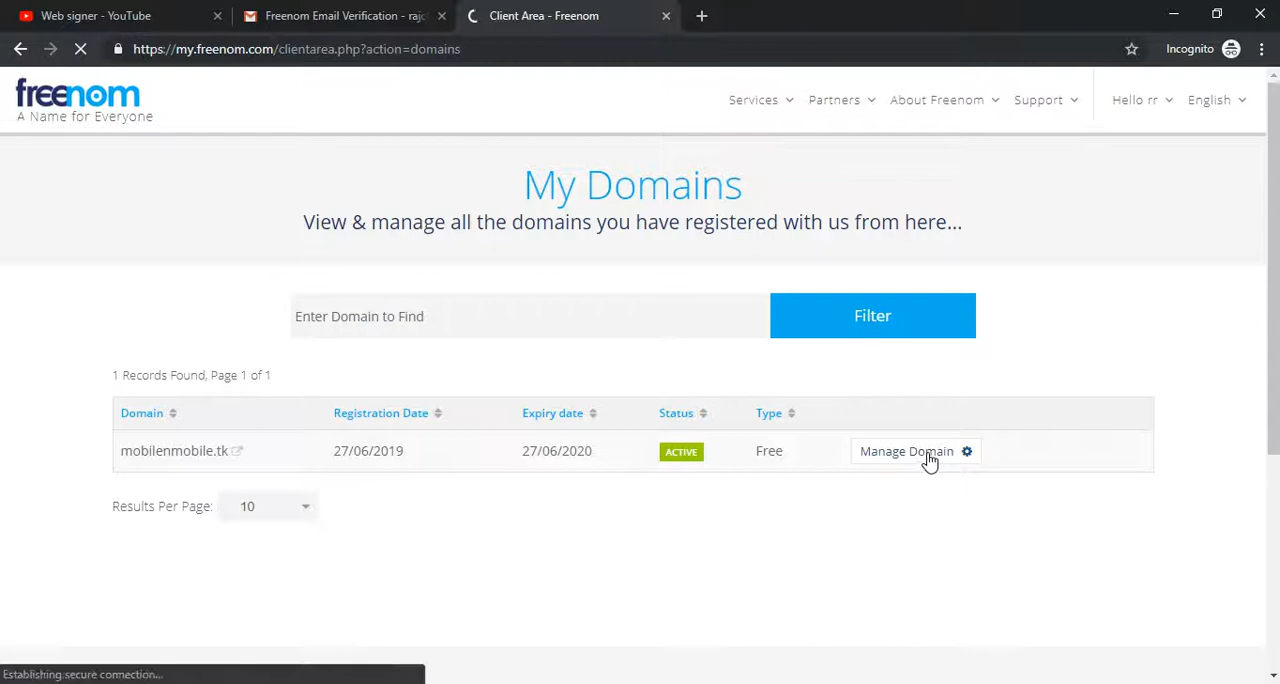 Web signer - YouTube
Freenom Email Verification - rajc
Client Area - Freenom
https://my.freenom.com/clientarea.php?action=domains
Incognito
freenom
A Name for Everyone
Services
Partners
About Freenom
Support
Hello rr
English
My Domains
View & manage all the domains you have registered with us from here...
Enter Domain to Find
Filter
1 Records Found, Page 1 of 1
Domain
Registration Date
Expiry date
Status
Type
mobilenmobile.tk
27/06/2019
27/06/2020
ACTIVE
Free
Manage Domain
Results Per Page:
10
Establishing secure connection...